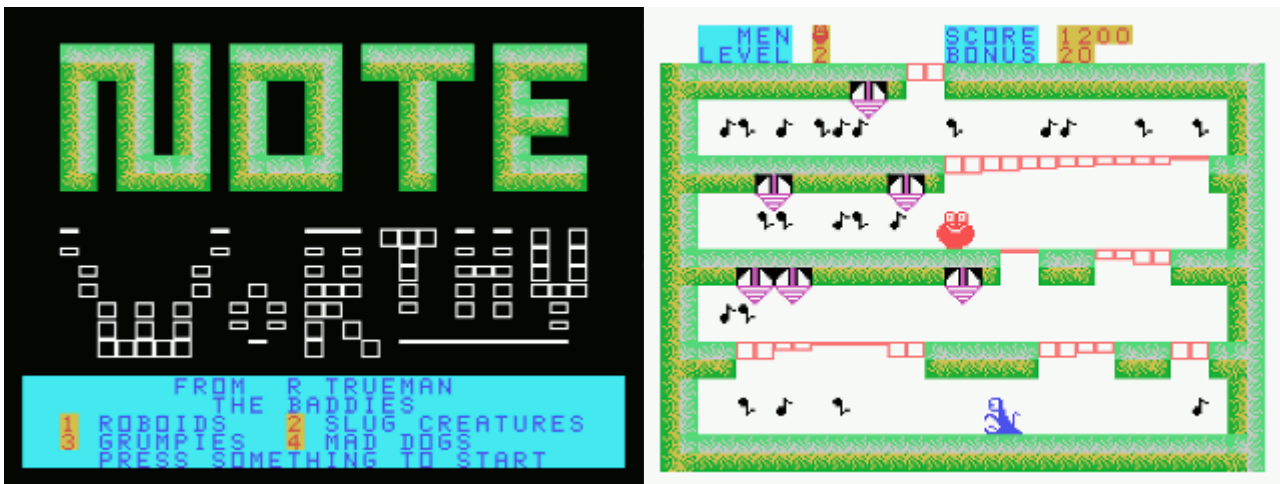 NOTE
WoRTHY
FROM R TRUEMAN
THE BADDIES
1 ROBOIDS 2 SLUG CREATURES
3 GRUMPIES 4 MAD DOGS
PRESS SOMETHING TO START
MEN
SCORE 1200
LEVEL 2
BONUS 20